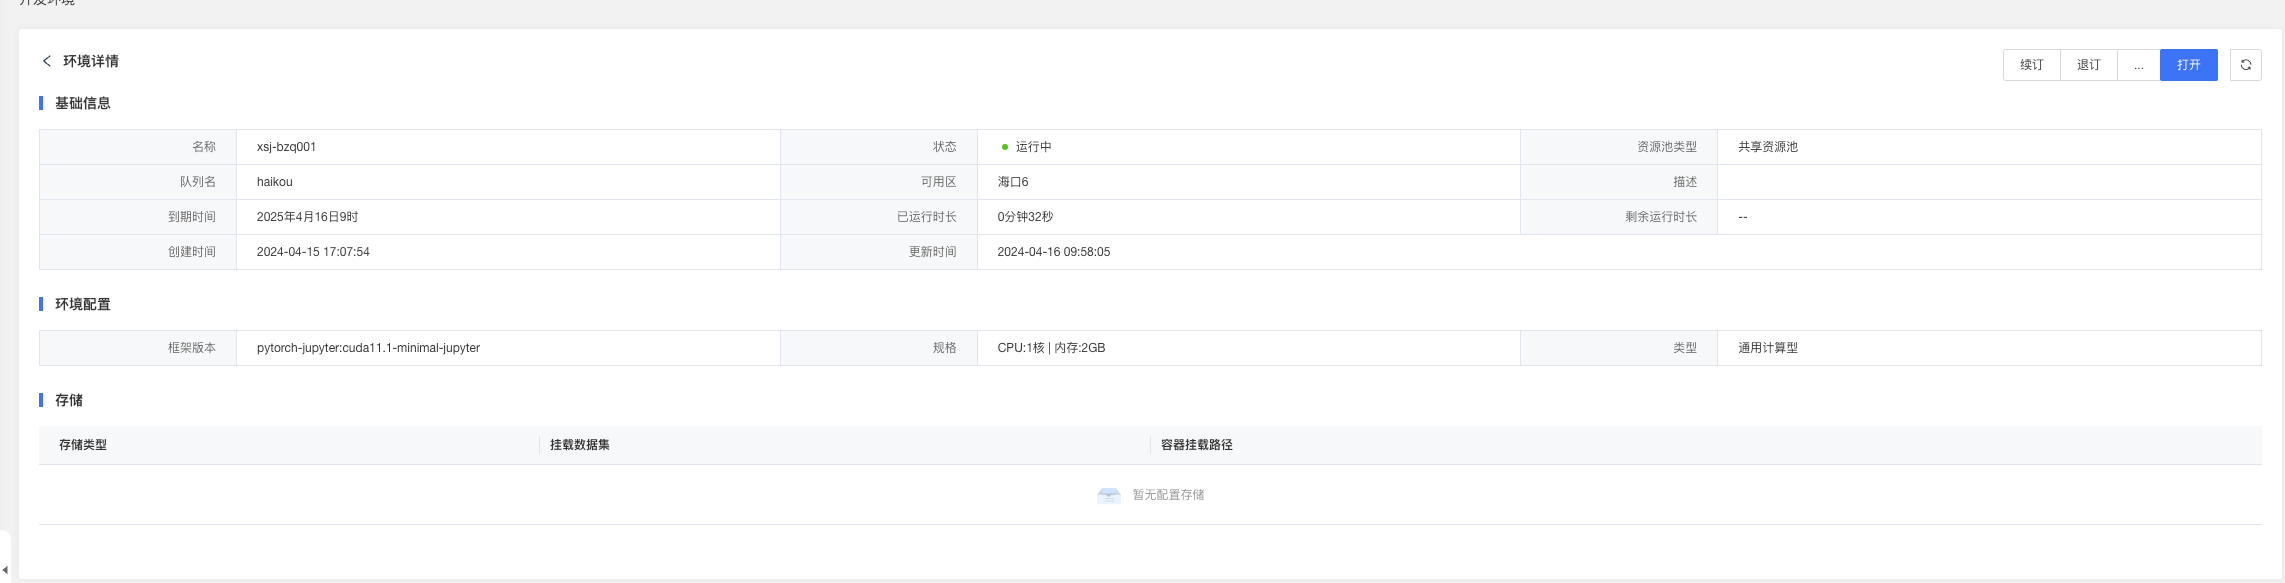 开发环境
环境详情
续订 退订 ... 打开
基础信息
名称 xsj-bzq001 状态 运行中 资源池类型 共享资源池
队列名 haikou 可用区 海口6 描述
到期时间 2025年4月16日9时 已运行时长 0分钟32秒 剩余运行时长 --
创建时间 2024-04-15 17:07:54 更新时间 2024-04-16 09:58:05
环境配置
框架版本 pytorch-jupyter:cuda11.1-minimal-jupyter 规格 CPU:1核 | 内存:2GB 类型 通用计算型
存储
存储类型 挂载数据集 容器挂载路径
暂无配置存储